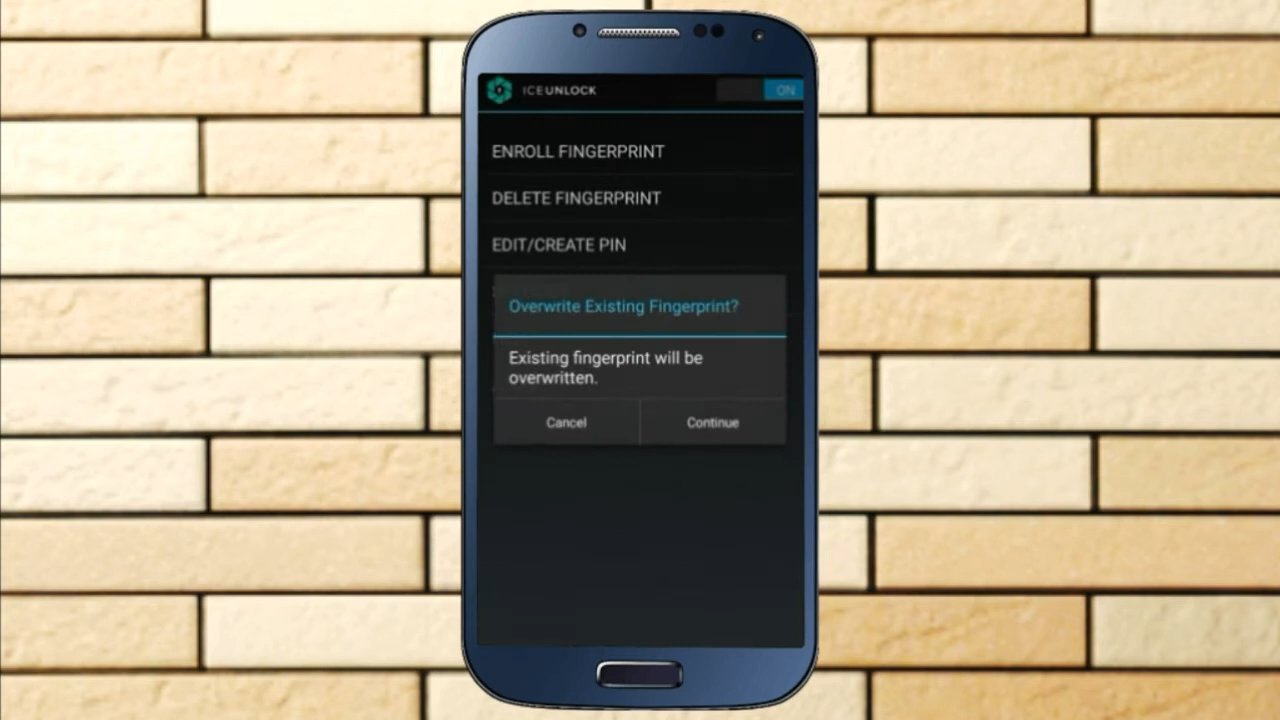 ICEUNLOCK
ON
ENROLL FINGERPRINT
DELETE FINGERPRINT
EDIT/CREATE PIN
Overwrite Existing Fingerprint?
Existing fingerprint will be
overwritten.
Cancel
Continue